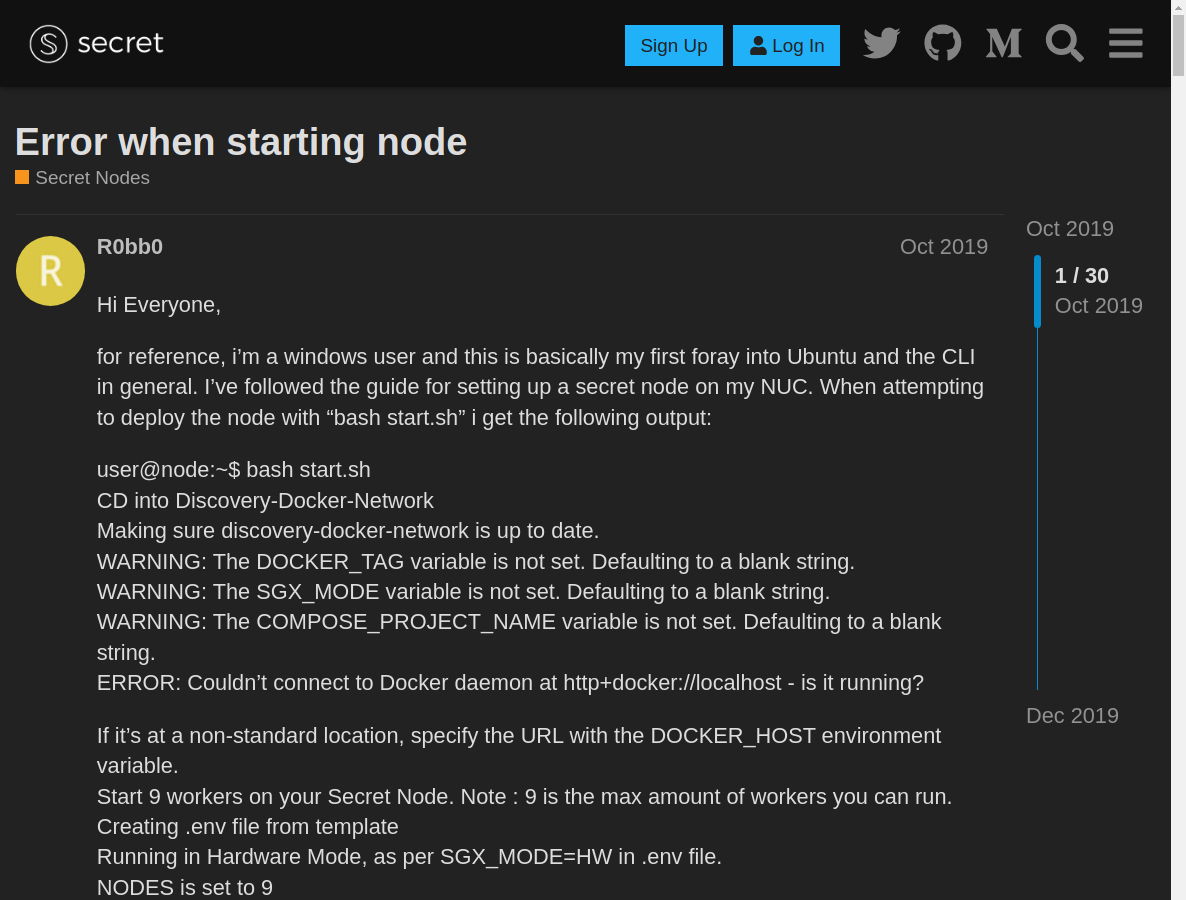 secret
Sign Up
Log In
Error when starting node
Secret Nodes
R
R0bb0
Oct 2019
Hi Everyone,
for reference, i’m a windows user and this is basically my first foray into Ubuntu and the CLI
in general. I’ve followed the guide for setting up a secret node on my NUC. When attempting
to deploy the node with “bash start.sh” i get the following output:
user@node:~$ bash start.sh
CD into Discovery-Docker-Network
Making sure discovery-docker-network is up to date.
WARNING: The DOCKER_TAG variable is not set. Defaulting to a blank string.
WARNING: The SGX_MODE variable is not set. Defaulting to a blank string.
WARNING: The COMPOSE_PROJECT_NAME variable is not set. Defaulting to a blank
string.
ERROR: Couldn’t connect to Docker daemon at http+docker://localhost - is it running?
If it’s at a non-standard location, specify the URL with the DOCKER_HOST environment
variable.
Start 9 workers on your Secret Node. Note : 9 is the max amount of workers you can run.
Creating .env file from template
Running in Hardware Mode, as per SGX_MODE=HW in .env file.
NODES is set to 9
Oct 2019
1 / 30
Oct 2019
Dec 2019